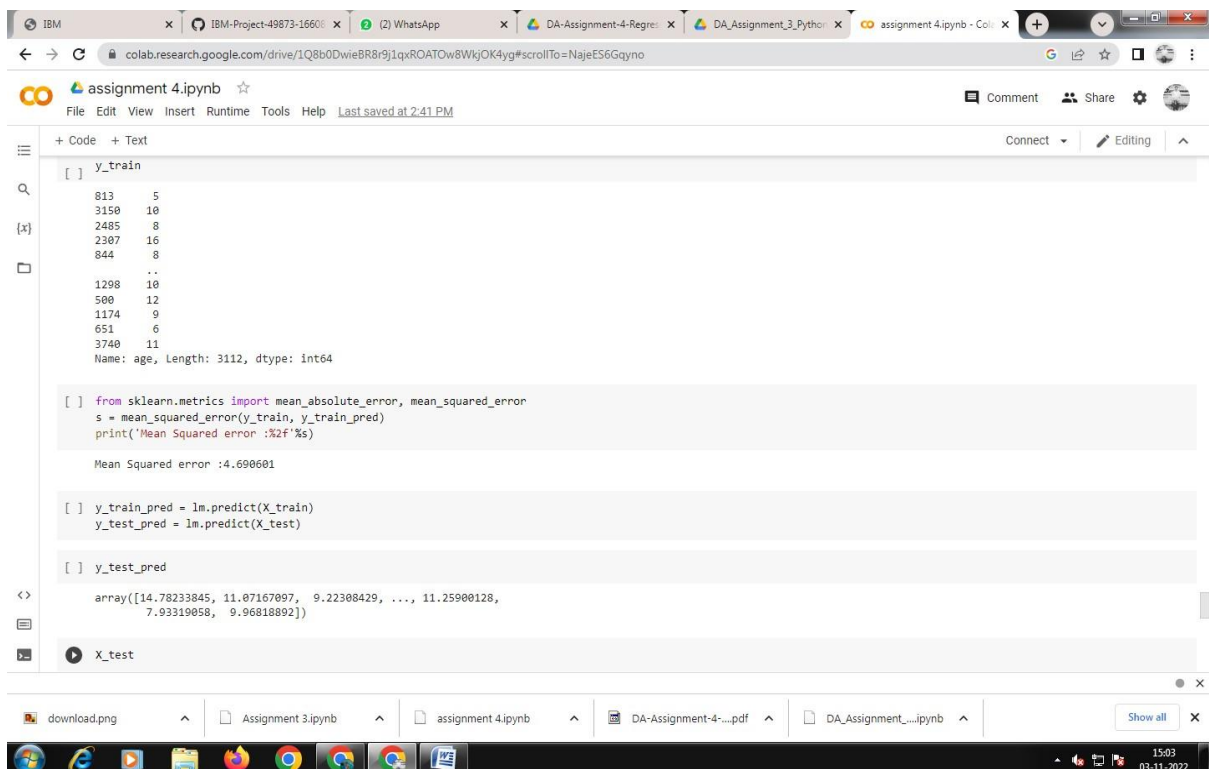 IBM
IBM-Project-49873-16608
(2) WhatsApp
DA-Assignment-4-Regres
DA_Assignment_3_Python
assignment 4.ipynb - Cola
colab.research.google.com/drive/1Q8b0DwieBR8r9j1qxROATOw8WkjOK4yg#scrollTo=NajeES6Gqyno
assignment 4.ipynb
Comment
Share
File Edit View Insert Runtime Tools Help Last saved at 2:41 PM
+ Code + Text
Connect
Editing
[ ] y_train
813 5
3150 10
2485 8
2307 16
844 8
..
1298 10
500 12
1174 9
651 6
3740 11
Name: age, Length: 3112, dtype: int64
[ ] from sklearn.metrics import mean_absolute_error, mean_squared_error
s = mean_squared_error(y_train, y_train_pred)
print('Mean Squared error :%2f'%s)
Mean Squared error :4.690601
[ ] y_train_pred = lm.predict(X_train)
y_test_pred = lm.predict(X_test)
[ ] y_test_pred
array([14.78233845, 11.07167097, 9.22308429, ..., 11.25900128,
7.93319058, 9.96818892])
X_test
download.png
Assignment 3.ipynb
assignment 4.ipynb
DA-Assignment-4-....pdf
DA_Assignment_....ipynb
Show all
15:03
03-11-2022